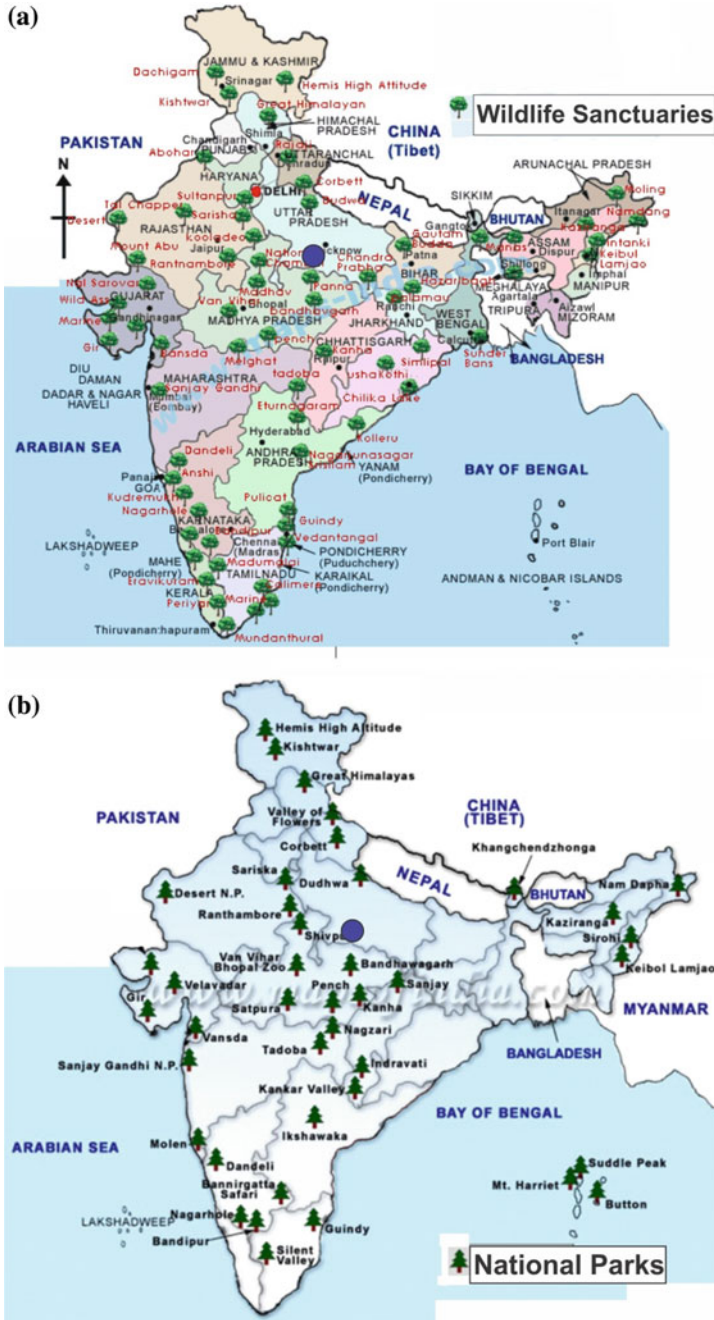 (a)
JAMMU & KASHMIR
Dachigam
Srinagar
Hemis High Attitude
Kishtwar
Great Himalayan
HIMACHAL
PRADESH
Wildlife Sanctuaries
PAKISTAN
Chandigarh
Shimla
CHINA
(Tibet)
PUNJAB
Rajaji
UTTARANCHAL
Dehradun
Abohar
N
HARYANA
Corbett
ARUNACHAL PRADESH
Moling
Sultanpur
DELHI
NEPAL
SIKKIM
BHUTAN
Itanagar
Namdang
Tal Chapper
Dudwa
Desert
Sariska
UTTAR
PRADESH
Gangtok
Kaziranga
RAJASTHAN
Gautam
Budda
Manas
ASSAM
Dispur
Intanki
Keibul
Lamjao
Jaipur
Mount Abu
Rantnambore
Chandra
Prabha
Patna
BIHAR
Shillong
MEGHALAYA
Imphal
MANIPUR
Nal Sarovar
Madhav
Panna
Hazaribagh
Agartala
TRIPURA
Wild Ass
GUJARAT
Van Vihar
Bhopal
bandhavgarh
Palamau
Ranchi
WEST
BENGAL
Aizawl
MIZORAM
Marine
Gandhinagar
MADHYA PRADESH
JHARKHAND
Gir
pench
CHHATTISGARH
Kanha
Raipur
Calcutta
Sunder
Bans
BANGLADESH
Bansda
Melghat
Simlipal
DIU
DAMAN
MAHARASHTRA
tadoba
ushakothi
DADAR & NAGAR
HAVELI
Sanjay Gandhi
Mumbai
(Bombay)
Chilika Lake
Eturnagaram
ARABIAN SEA
Hyderabad
Kolleru
BAY OF BENGAL
Dandeli
ANDHRA
PRADESH
Nagarjunasagar
Srisailam
YANAM
(Pondicherry)
Panaji
GOA
Anshi
Kudremukh
Pulicat
Nagarhole
KARNATAKA
Guindy
Bandipur
Vedantangal
LAKSHADWEEP
Chennai
(Madras)
PONDICHERRY
(Puduchchery)
Port Blair
MAHE
(Pondicherry)
Madumalai
KARAIKAL
(Pondicherry)
ANDMAN & NICOBAR ISLANDS
Eravikulam
TAMILNADU
KERALA
Calimere
Periyar
Marine
Thiruvananthapuram
Mundanthural
(b)
Hemis High Altitude
Kishtwar
Great Himalayas
PAKISTAN
Valley of
Flowers
CHINA
(TIBET)
Corbett
Khangchendzhonga
Sariska
NEPAL
Desert N.P.
Dudhwa
BHUTAN
Nam Dapha
Ranthambore
Kaziranga
Sirohi
Van Vihar
Bhopal Zoo
Bandhawagarh
Keibol Lamjao
Velavadar
Pench
Sanjay
Gir
Satpura
Kanha
MYANMAR
Vansda
Nagzari
Tadoba
BANGLADESH
Sanjay Gandhi N.P.
Indravati
Kankar Valley
BAY OF BENGAL
Ikshawaka
ARABIAN SEA
Molen
Dandeli
Suddle Peak
Bannirgatta
Safari
Mt. Harriet
Button
LAKSHADWEEP
Nagarhole
Guindy
Bandipur
Silent
Valley
National Parks